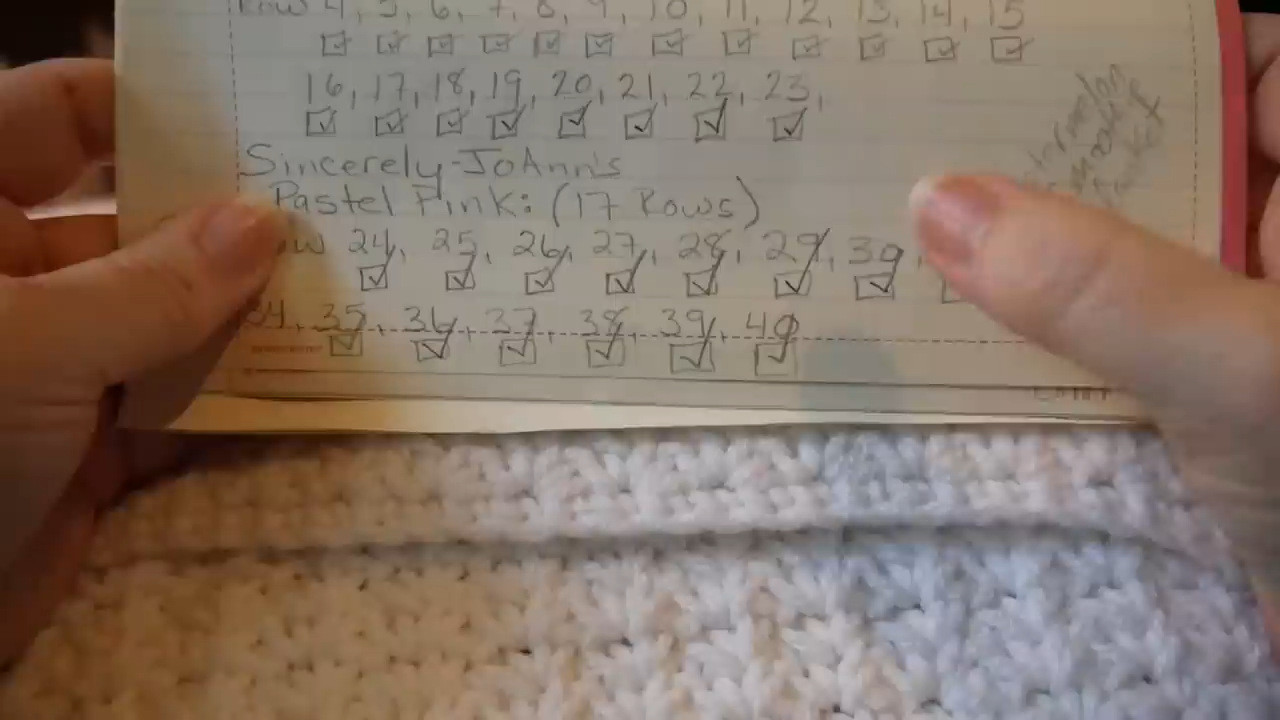 Row 4, 5, 6, 7, 8, 9, 10, 11, 12, 13, 14, 15
16, 17, 18, 19, 20, 21, 22, 23,
Sincerely-JoAnn's
Pastel Pink: (17 Rows)
24, 25, 26, 27, 28, 29, 30,
34, 35, 36, 37, 38, 39, 40